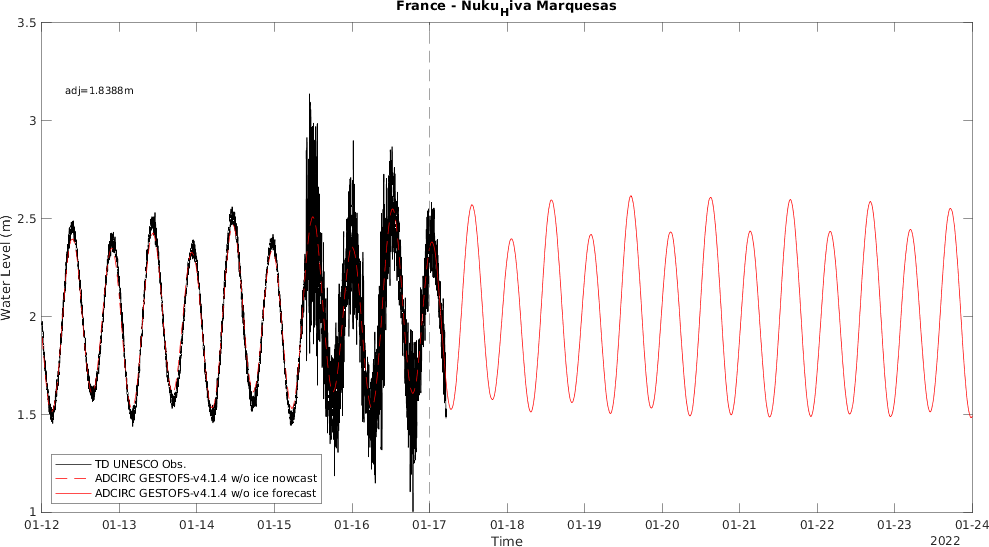 France - Nuku_Hiva Marquesas
3.5
3
2.5
2
1.5
1
Water Level (m)
adj=1.8388m
TD UNESCO Obs.
ADCIRC GESTOFS-v4.1.4 w/o ice nowcast
ADCIRC GESTOFS-v4.1.4 w/o ice forecast
01-12 01-13 01-14 01-15 01-16 01-17 01-18 01-19 01-20 01-21 01-22 01-23 01-24
Time
2022